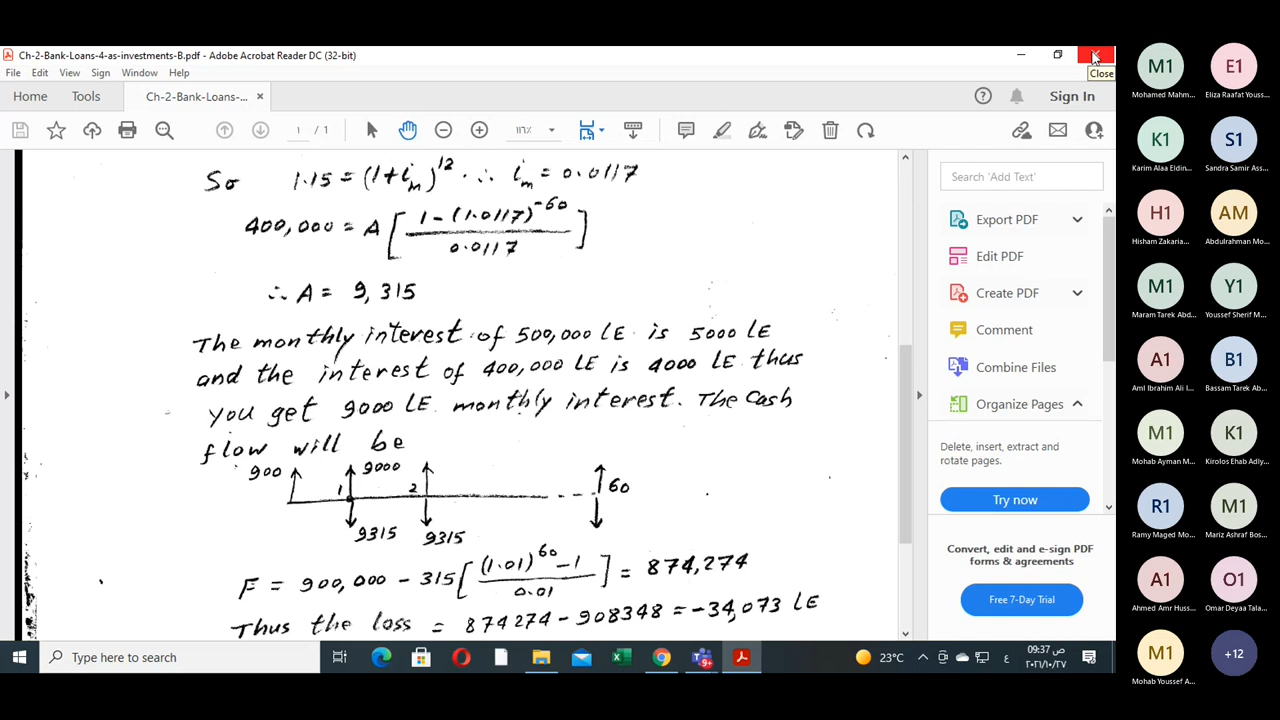 Ch-2-Bank-Loans-4-as-investments-B.pdf - Adobe Acrobat Reader DC (32-bit)
Close
File Edit View Sign Window Help
Home Tools Ch-2-Bank-Loans-... × Sign In
١ / 1 ١١٦٪
So 1.15 = (1+i_m)^12 ∴ i_m = 0.0117
400,000 = A [ (1-(1.0117)^-60) / 0.0117 ]
∴ A = 9,315
The monthly interest of 500,000 LE is 5000 LE
and the interest of 400,000 LE is 4000 LE thus
you get 9000 LE monthly interest. The cash
flow will be
900 9000
1 2 60
9315 9315
F = 900,000 - 315 [ ((1.01)^60 - 1) / 0.01 ] = 874,274
Thus the loss = 874274 - 908348 = -34,073 LE
Search 'Add Text'
Export PDF
Edit PDF
Create PDF
Comment
Combine Files
Organize Pages
Delete, insert, extract and
rotate pages.
Try now
Convert, edit and e-sign PDF
forms & agreements
Free 7-Day Trial
Type here to search
9+
23°C
ع
09:37 ص
٢٠٢١/١٠/٢٧
M1 E1
Mohamed Mahm... Eliza Raafat Youss...
K1 S1
Karim Alaa Eldin... Sandra Samir Ass...
H1 AM
Hisham Zakaria... Abdulrahman Mo...
M1 Y1
Maram Tarek Abd... Youssef Sherif M...
A1 B1
Aml Ibrahim Ali I... Bassam Tarek Ab...
M1 K1
Mohab Ayman M... Kirolos Ehab Adly...
R1 M1
Ramy Maged Mo... Mariz Ashraf Bos...
A1 O1
Ahmed Amr Huss... Omar Deyaa Tala...
M1 +12
Mohab Youssef A...